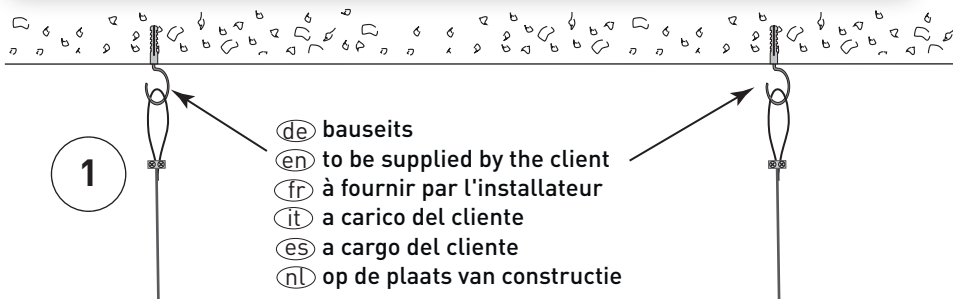 1
de bauseits
en to be supplied by the client
fr à fournir par l'installateur
it a carico del cliente
es a cargo del cliente
nl op de plaats van constructie